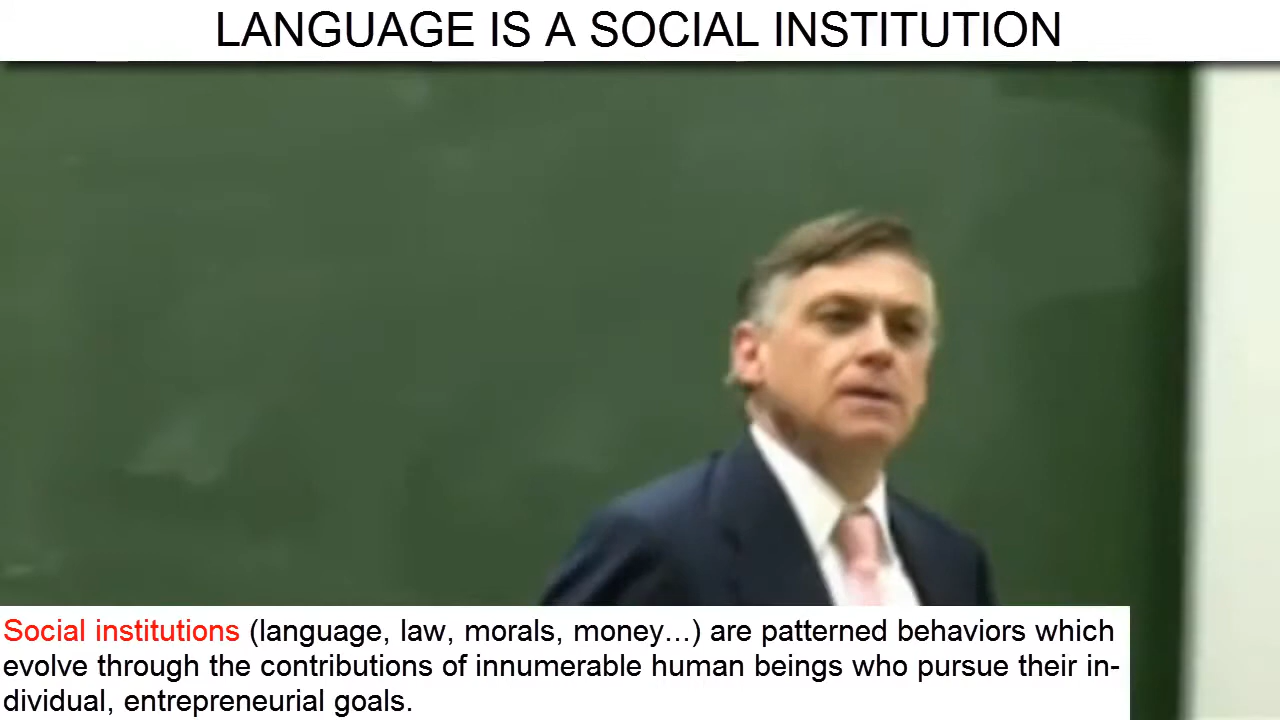 LANGUAGE IS A SOCIAL INSTITUTION
Social institutions (language, law, morals, money...) are patterned behaviors which
evolve through the contributions of innumerable human beings who pursue their in-
dividual, entrepreneurial goals.